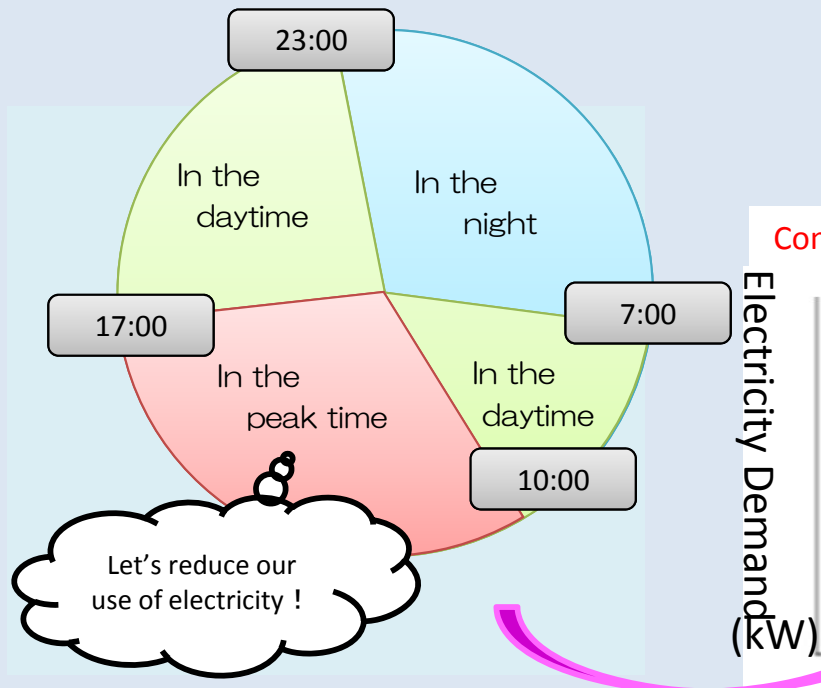 23:00
In the
daytime
In the
night
17:00
7:00
In the
peak time
In the
daytime
10:00
Let's reduce our
use of electricity !
Electricity Demand
(kW)